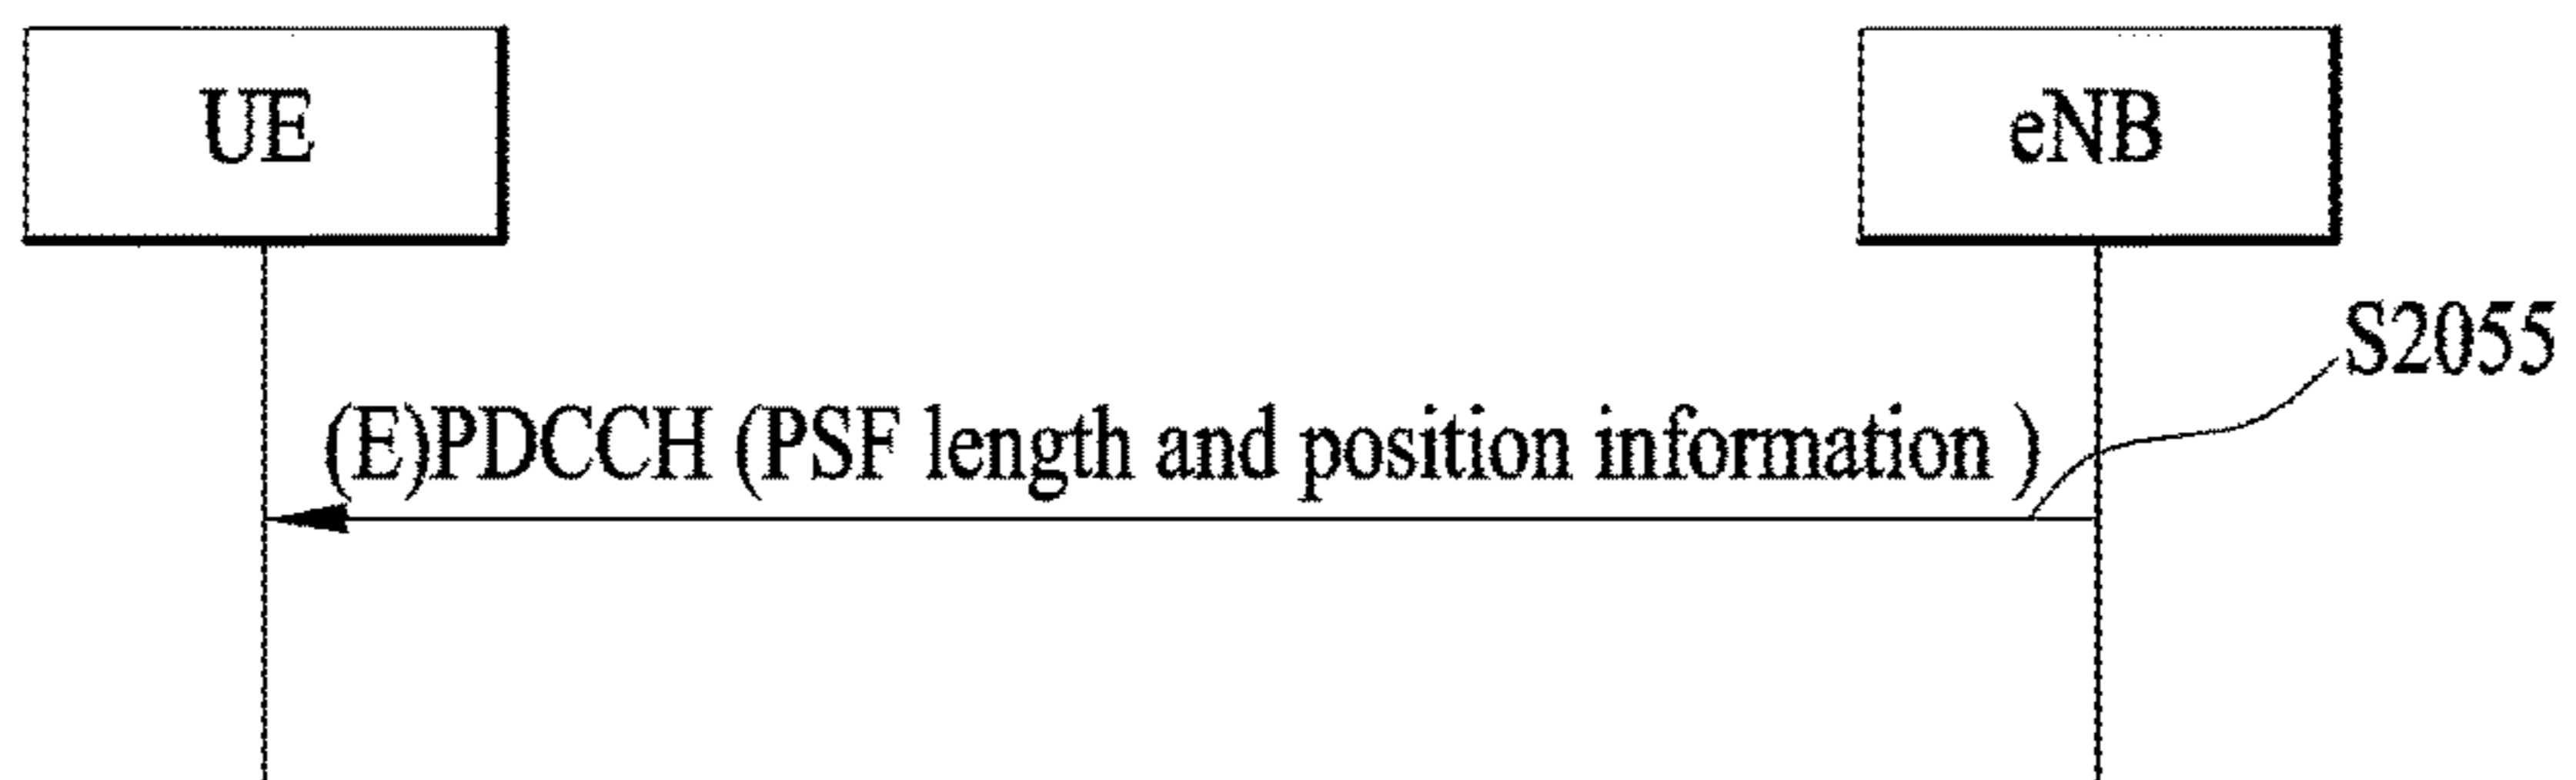 UE
eNB
S2055
(E)PDCCH (PSF length and position information )